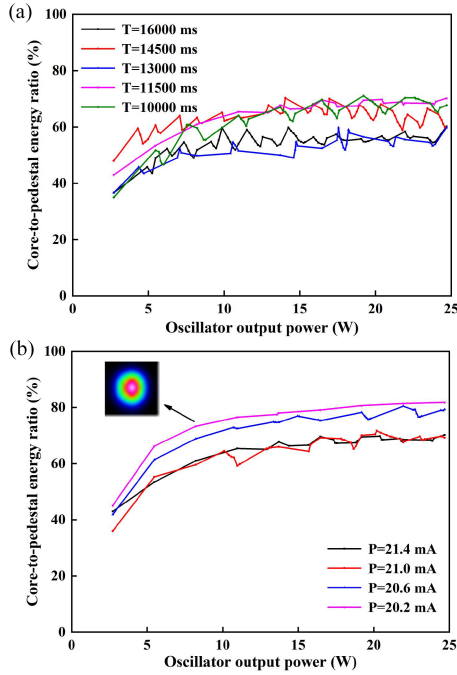 (a)
100
80
60
40
20
0
Core-to-pedestal energy ratio (%)
T=16000 ms
T=14500 ms
T=13000 ms
T=11500 ms
T=10000 ms
0 5 10 15 20 25
Oscillator output power (W)
(b)
100
80
60
40
20
0
Core-to-pedestal energy ratio (%)
P=21.4 mA
P=21.0 mA
P=20.6 mA
P=20.2 mA
0 5 10 15 20 25
Oscillator output power (W)